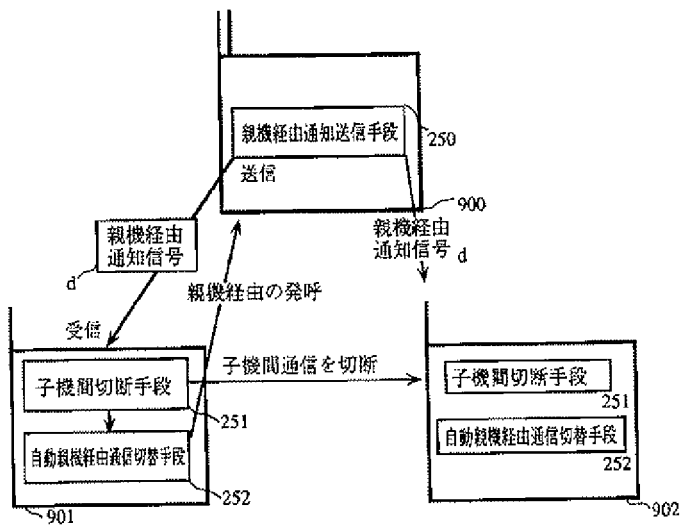 親機経由通知送信手段
250
送信
900
親機経由
通知信号
d
親機経由
通知信号
d
親機経由の発呼
受信
子機間切断手段
251
子機間通信を切断
子機間切断手段
251
自動親機経由通信切替手段
252
自動親機経由通信切替手段
252
901
902